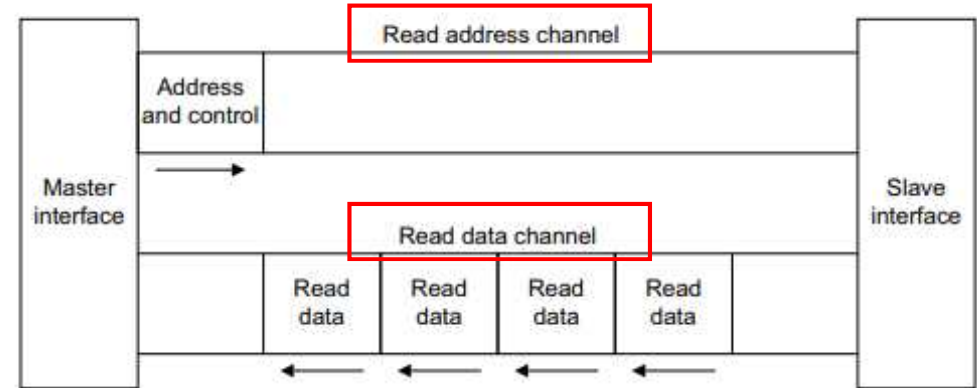 Read address channel
Address
and control
Master
interface
Slave
interface
Read data channel
Read
data
Read
data
Read
data
Read
data